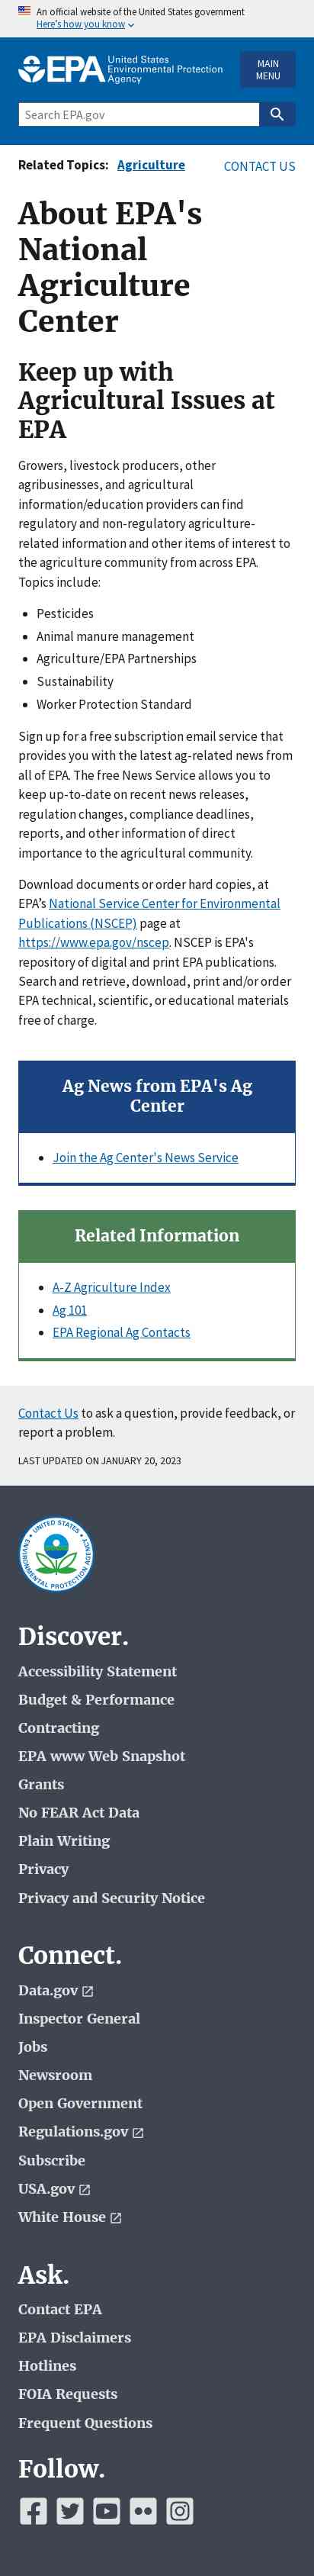 An official website of the United States government
Here's how you know
EPA
United States
Environmental Protection
Agency
MAIN
MENU
Search EPA.gov
Related Topics: Agriculture
CONTACT US
About EPA's
National
Agriculture
Center
Keep up with
Agricultural Issues at
EPA
Growers, livestock producers, other
agribusinesses, and agricultural
information/education providers can find
regulatory and non-regulatory agriculture-
related information and other items of interest to
the agriculture community from across EPA.
Topics include:
• Pesticides
• Animal manure management
• Agriculture/EPA Partnerships
• Sustainability
• Worker Protection Standard
Sign up for a free subscription email service that
provides you with the latest ag-related news from
all of EPA. The free News Service allows you to
keep up-to-date on recent news releases,
regulation changes, compliance deadlines,
reports, and other information of direct
importance to the agricultural community.
Download documents or order hard copies, at
EPA’s National Service Center for Environmental
Publications (NSCEP) page at
https://www.epa.gov/nscep. NSCEP is EPA's
repository of digital and print EPA publications.
Search and retrieve, download, print and/or order
EPA technical, scientific, or educational materials
free of charge.
Ag News from EPA's Ag
Center
• Join the Ag Center's News Service
Related Information
• A-Z Agriculture Index
• Ag 101
• EPA Regional Ag Contacts
Contact Us to ask a question, provide feedback, or
report a problem.
LAST UPDATED ON JANUARY 20, 2023
UNITED STATES
ENVIRONMENTAL PROTECTION AGENCY
Discover.
Accessibility Statement
Budget & Performance
Contracting
EPA www Web Snapshot
Grants
No FEAR Act Data
Plain Writing
Privacy
Privacy and Security Notice
Connect.
Data.gov
Inspector General
Jobs
Newsroom
Open Government
Regulations.gov
Subscribe
USA.gov
White House
Ask.
Contact EPA
EPA Disclaimers
Hotlines
FOIA Requests
Frequent Questions
Follow.